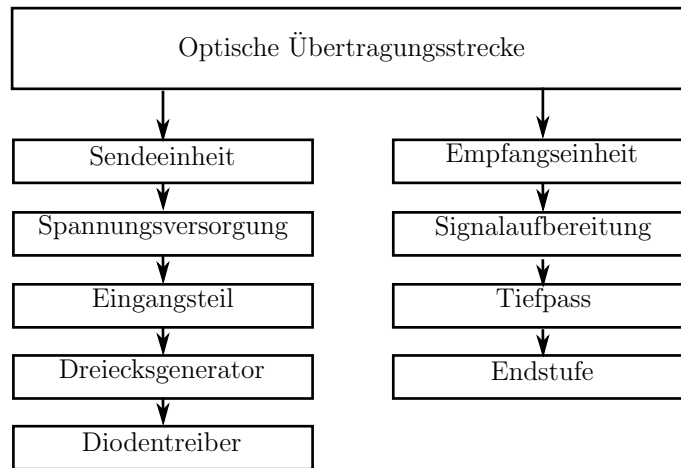 Optische Übertragungsstrecke
Sendeeinheit
Spannungsversorgung
Eingangsteil
Dreiecksgenerator
Diodentreiber
Empfangseinheit
Signalaufbereitung
Tiefpass
Endstufe